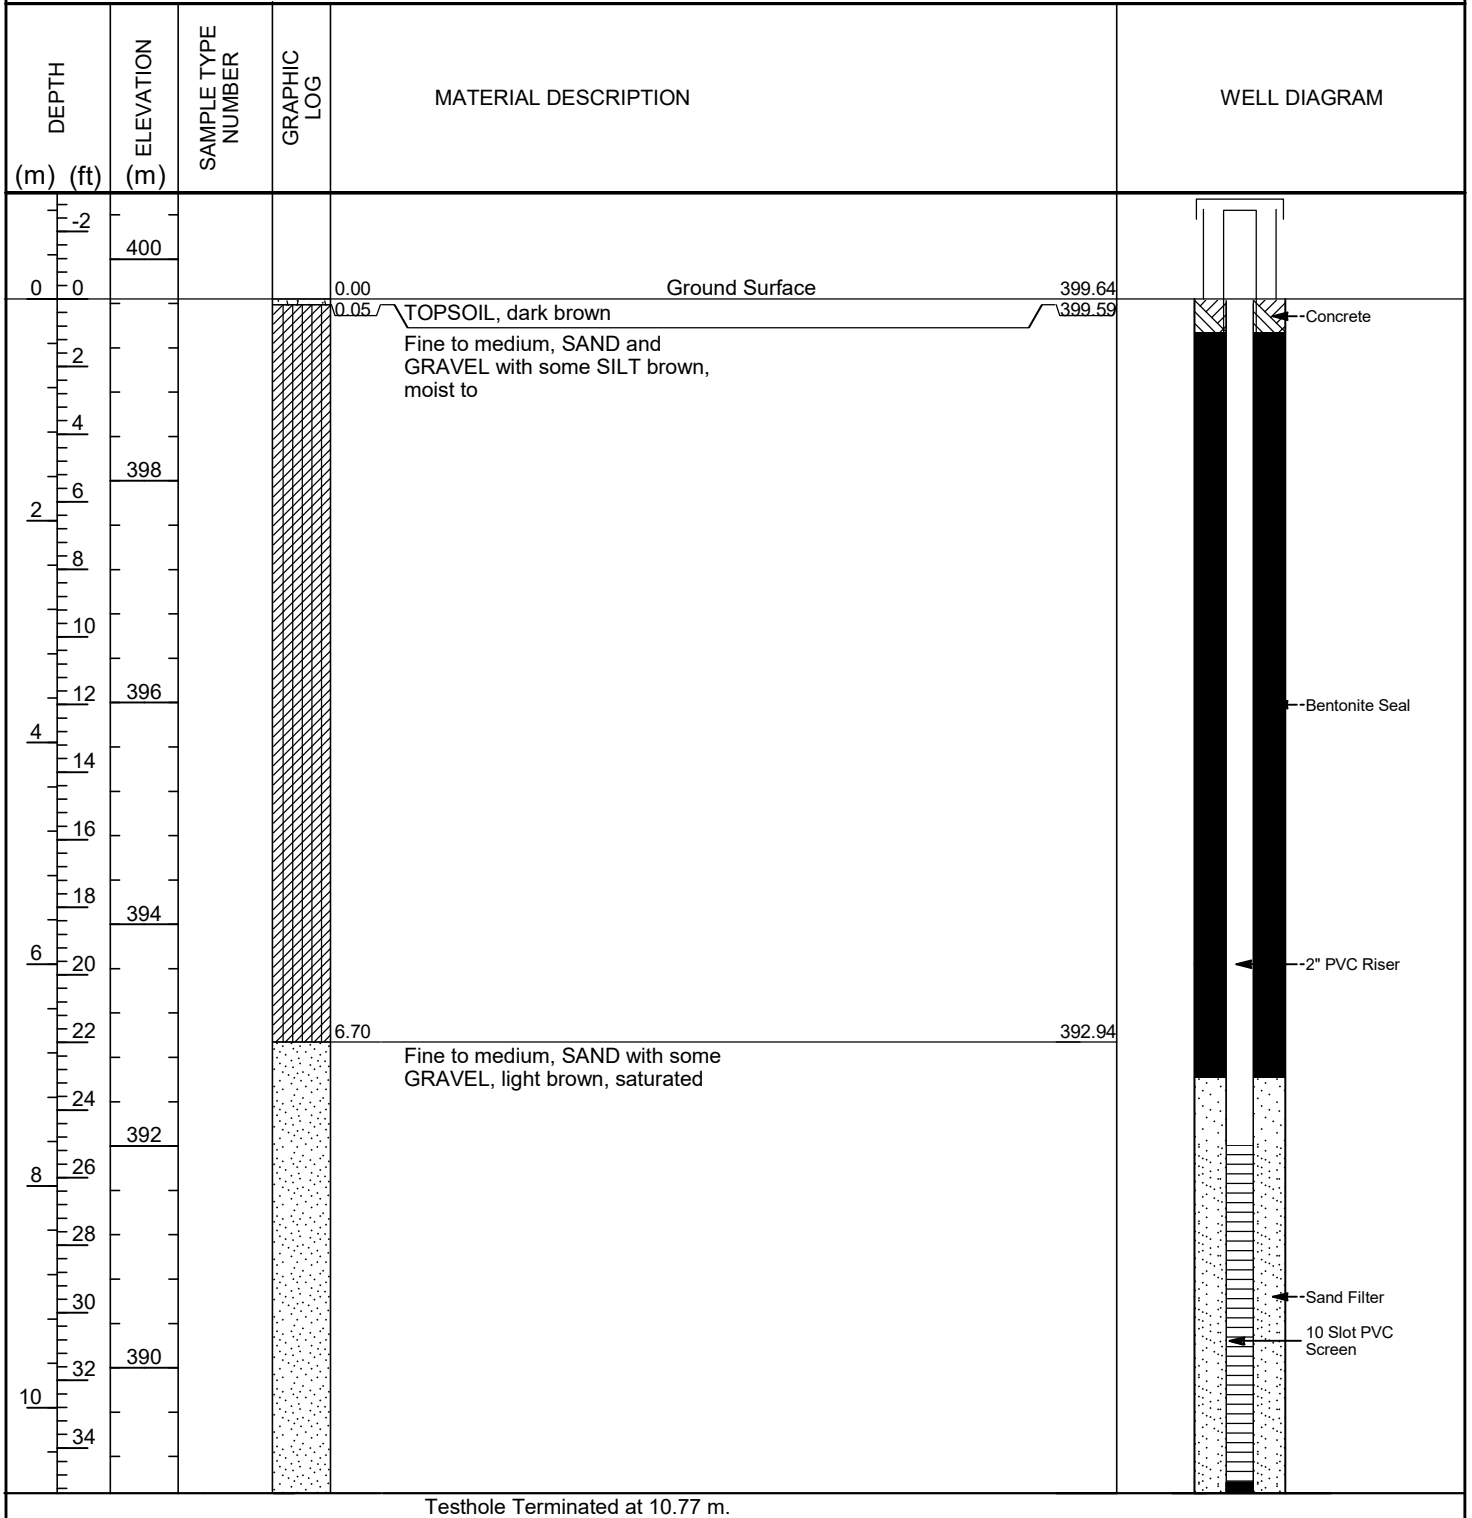 DEPTH
(m) (ft)
ELEVATION
(m)
SAMPLE TYPE
NUMBER
GRAPHIC
LOG
MATERIAL DESCRIPTION
WELL DIAGRAM
-2
400
0 0
0.00 Ground Surface 399.64
0.05 TOPSOIL, dark brown 399.59
Concrete
Fine to medium, SAND and
GRAVEL with some SILT brown,
moist to
2
4
398
6
2
8
10
12
396
Bentonite Seal
4
14
16
18
394
6
20
2" PVC Riser
22
6.70 392.94
Fine to medium, SAND with some
GRAVEL, light brown, saturated
24
392
26
8
28
30
Sand Filter
10 Slot PVC
Screen
390
32
10
34
Testhole Terminated at 10.77 m.